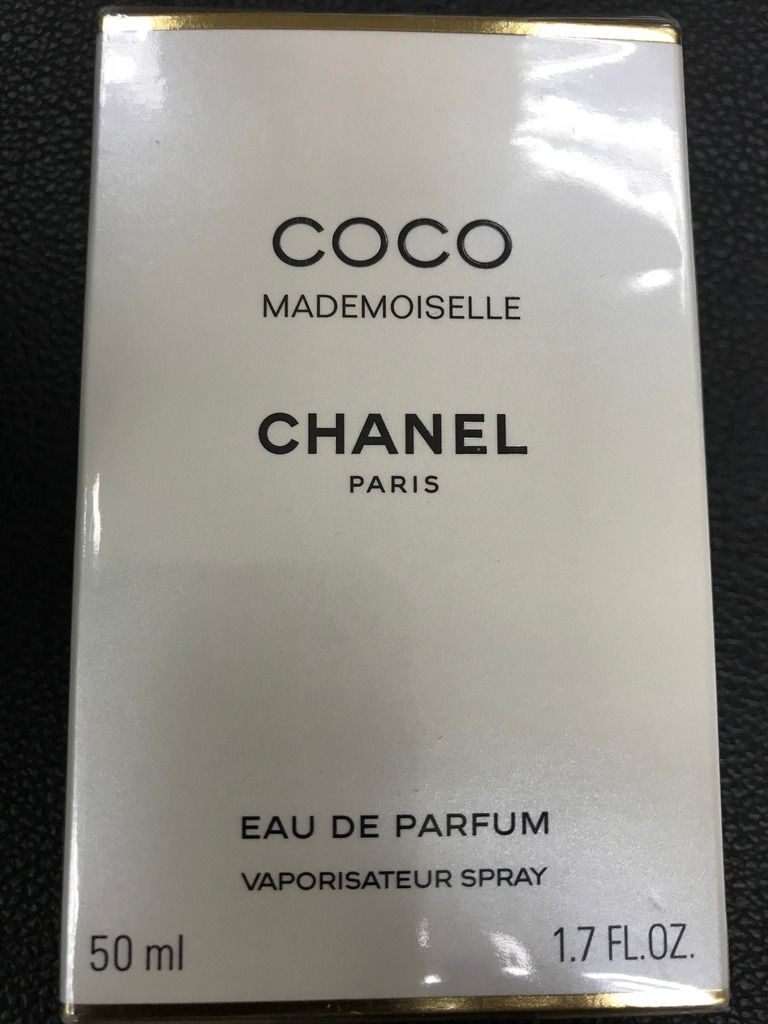 COCO
MADEMOISELLE
CHANEL
PARIS
EAU DE PARFUM
VAPORISATEUR SPRAY
50 ml
1.7 FL.OZ.